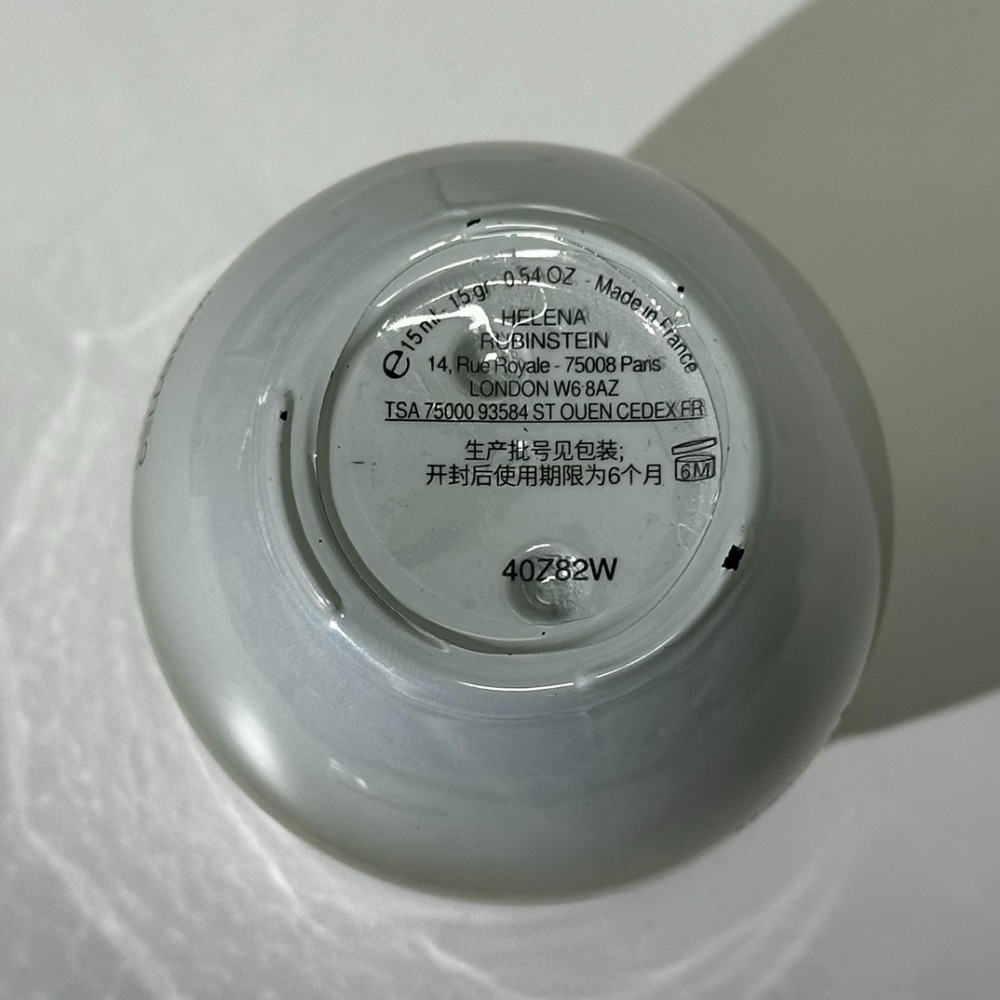 e 15 ml - 15 gr 0.54 OZ - Made in France
HELENA
RUBINSTEIN
14, Rue Royale - 75008 Paris
LONDON W6 8AZ
TSA 75000 93584 ST OUEN CEDEX FR
生产批号见包装;
开封后使用期限为6个月
6M
40Z82W